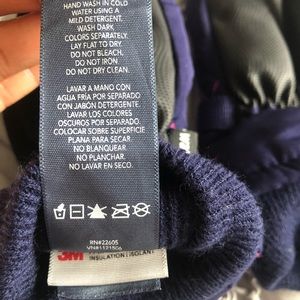 HAND WASH IN COLD
WATER USING A
MILD DETERGENT.
WASH DARK
COLORS SEPARATELY.
LAY FLAT TO DRY.
DO NOT BLEACH.
DO NOT IRON
DO NOT DRY CLEAN.
LAVAR A MANO CON
AGUA FRÍA POR SEPARADO
CON JABÓN DETERGENTE.
LAVAR LOS COLORES
OSCUROS POR SEPARADO.
COLOCAR SOBRE SUPERFICIE
PLANA PARA SECAR.
NO BLANQUEAR.
NO PLANCHAR.
NO LAVAR EN SECO.
RN#22605
3M
INSULATION | ISOLANT